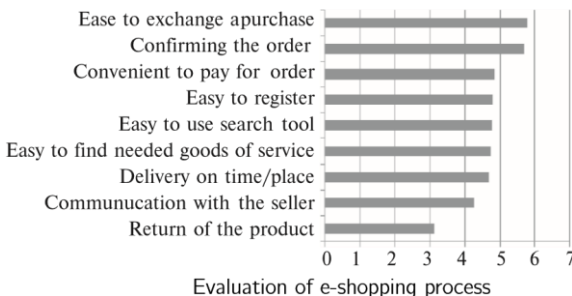 Ease to exchange apurchase
Confirming the order
Convenient to pay for order
Easy to register
Easy to use search tool
Easy to find needed goods of service
Delivery on time/place
Communucation with the seller
Return of the product
0 1 2 3 4 5 6 7
Evaluation of e-shopping process